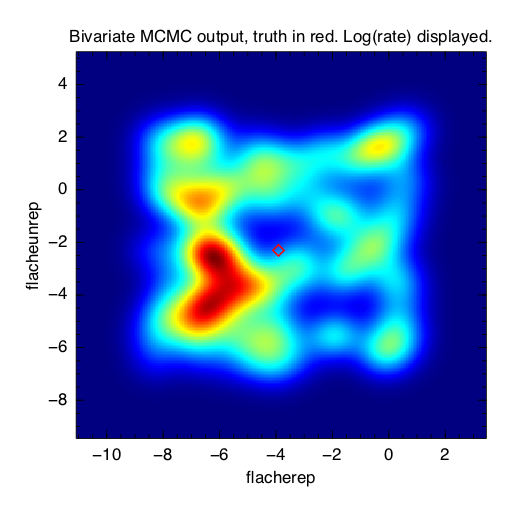 Bivariate MCMC output, truth in red. Log(rate) displayed.
4
2
0
−2
−4
−6
−8
flacheunrep
−10 −8 −6 −4 −2 0 2
flacherep